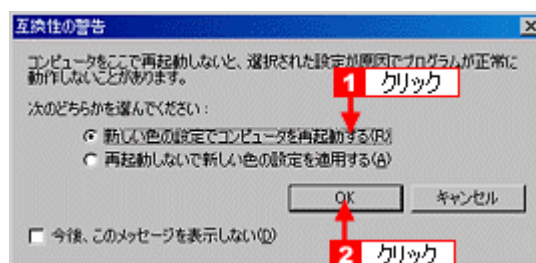 互換性の警告
コンピュータをここで再起動しないと、選択された設定が原因でプログラムが正常に
動作しないことがあります。
1 クリック
次のどちらかを選んでください：
新しい色の設定でコンピュータを再起動する(R)
再起動しないで新しい色の設定を適用する(A)
OK
キャンセル
今後、このメッセージを表示しない(D)
2 クリック